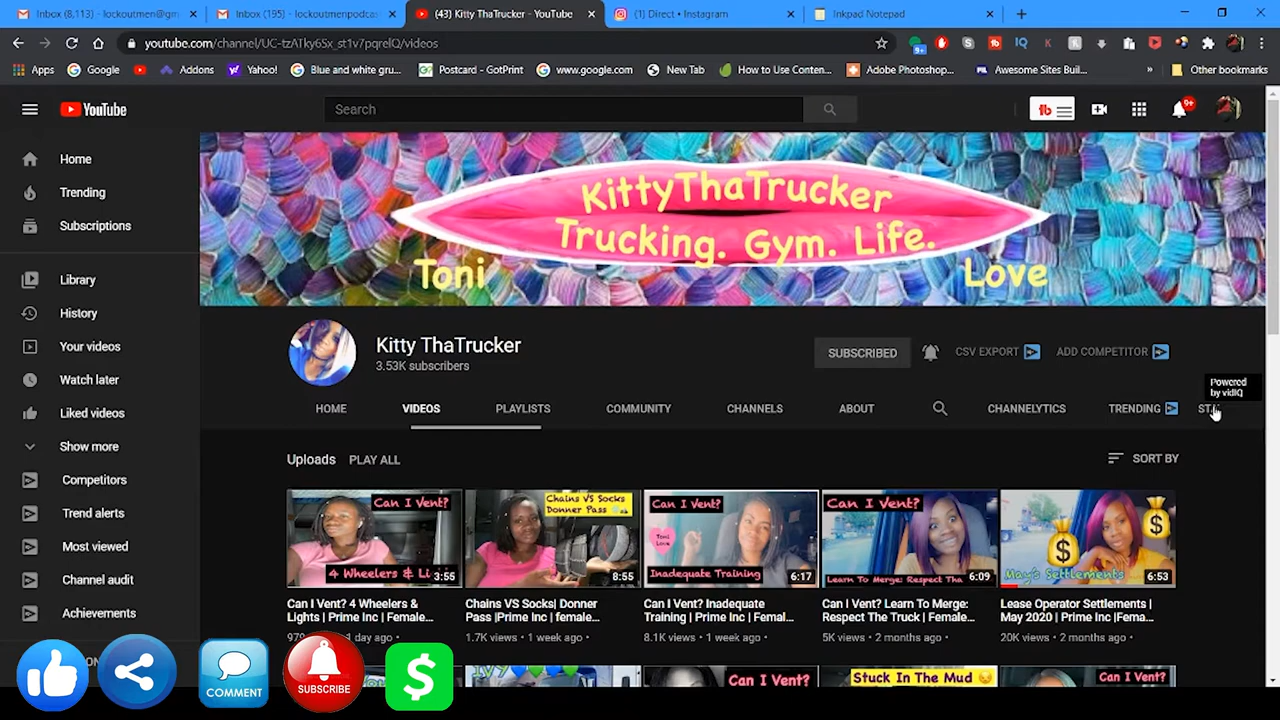 Inbox (8,113) - lockoutmen@gm
Inbox (195) - lockoutmenpodcas
(43) Kitty ThaTrucker - YouTube
(1) Direct • Instagram
Inkpad Notepad
youtube.com/channel/UC-tzATky6Sx_st1v7pqrelQ/videos
Apps
Google
Addons
Yahoo!
Blue and white gru...
Postcard - GotPrint
www.google.com
New Tab
How to Use Conten...
Adobe Photoshop...
Awesome Sites Buil...
Other bookmarks
YouTube
Search
9+
Home
Trending
Subscriptions
Library
History
Your videos
Watch later
Liked videos
Show more
Competitors
Trend alerts
Most viewed
Channel audit
Achievements
KittyThaTrucker
Trucking. Gym. Life.
Toni
Love
Kitty ThaTrucker
3.53K subscribers
SUBSCRIBED
CSV EXPORT
ADD COMPETITOR
Powered
by vidIQ
HOME
VIDEOS
PLAYLISTS
COMMUNITY
CHANNELS
ABOUT
CHANNELYTICS
TRENDING
Uploads
PLAY ALL
SORT BY
Can I Vent?
4 Wheelers & Li
3:55
Chains VS Socks
Donner Pass
8:55
Can I Vent?
Toni
Love
Inadequate Training
6:17
Can I Vent?
Learn To Merge: Respect Tha
6:09
May's Settlements
6:53
Can I Vent? 4 Wheelers &
Lights | Prime Inc | Female...
1 day ago
Chains VS Socks| Donner
Pass |Prime Inc | female...
1.7K views • 1 week ago
Can I Vent? Inadequate
Training | Prime Inc | Femal...
8.1K views • 1 week ago
Can I Vent? Learn To Merge:
Respect The Truck | Female...
5K views • 2 months ago
Lease Operator Settlements |
May 2020 | Prime Inc |Fema...
20K views • 2 months ago
Can I Vent?
Stuck In The Mud
Can I Vent?
COMMENT
SUBSCRIBE
$